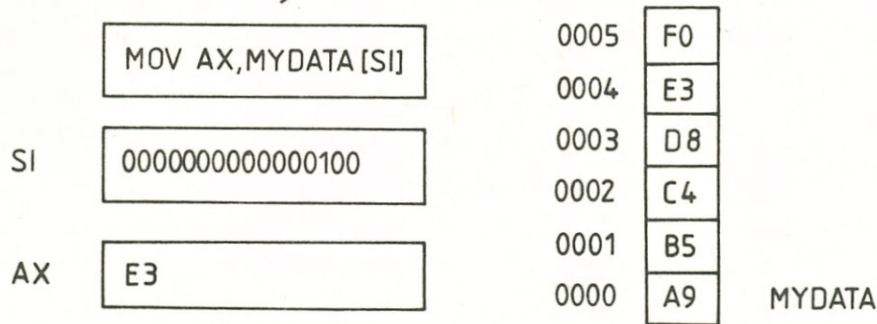 MOV AX,MYDATA[SI]
SI 0000000000000100
AX E3
0005 F0
0004 E3
0003 D8
0002 C4
0001 B5
0000 A9 MYDATA